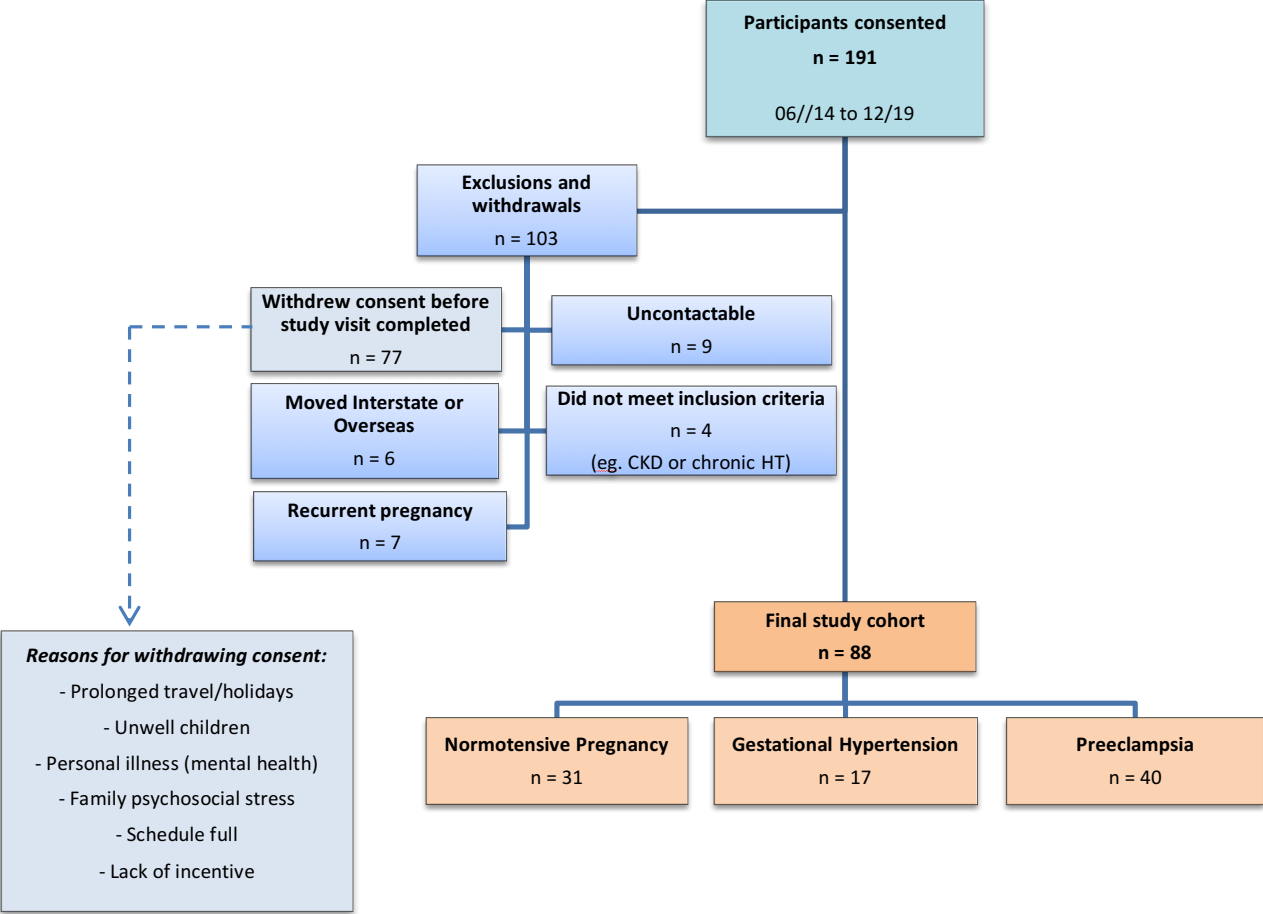 Participants consented
n = 191
06//14 to 12/19
Exclusions and
withdrawals
n = 103
Withdrew consent before
study visit completed
n = 77
Uncontactable
n = 9
Moved Interstate or
Overseas
n = 6
Did not meet inclusion criteria
n = 4
(eg. CKD or chronic HT)
Recurrent pregnancy
n = 7
Reasons for withdrawing consent:
- Prolonged travel/holidays
- Unwell children
- Personal illness (mental health)
- Family psychosocial stress
- Schedule full
- Lack of incentive
Final study cohort
n = 88
Normotensive Pregnancy
n = 31
Gestational Hypertension
n = 17
Preeclampsia
n = 40